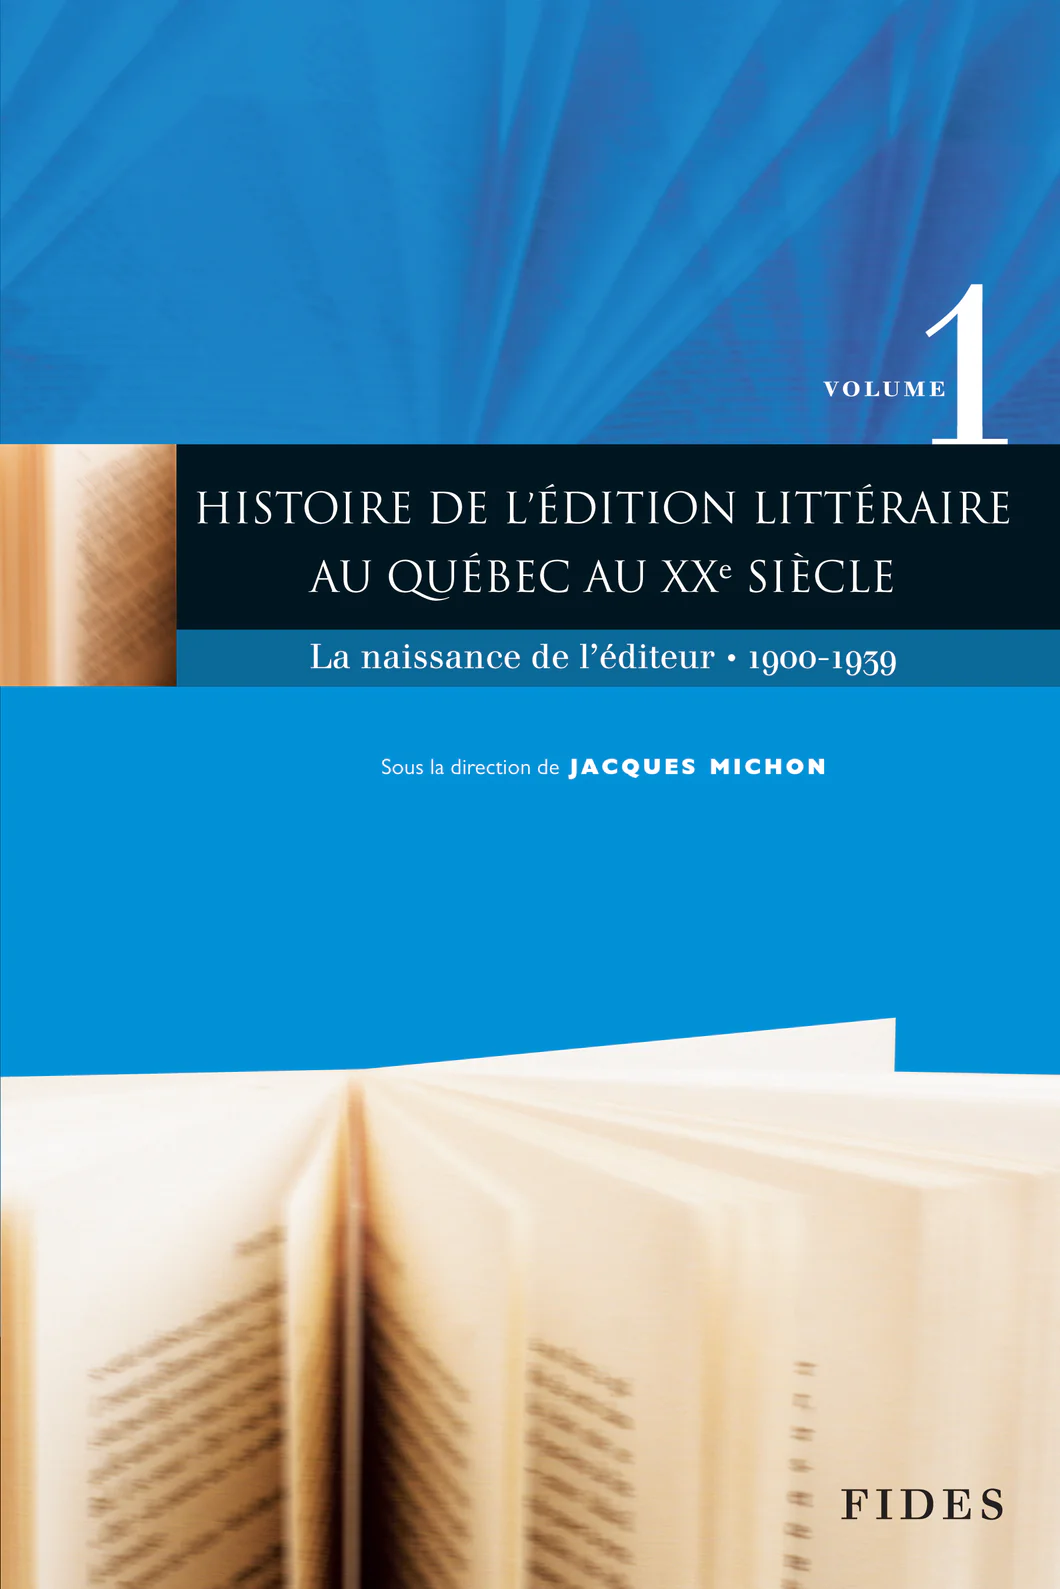 VOLUME 1
HISTOIRE DE L'ÉDITION LITTÉRAIRE
AU QUÉBEC AU XXe SIÈCLE
La naissance de l'éditeur • 1900-1939
Sous la direction de JACQUES MICHON
FIDES